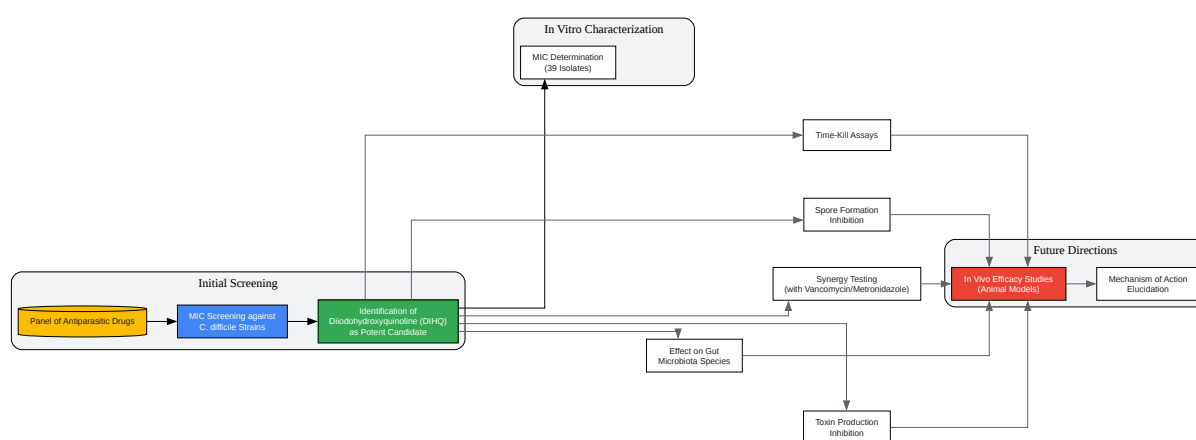 In Vitro Characterization
MIC Determination
(39 Isolates)
Time-Kill Assays
Spore Formation
Inhibition
Future Directions
Initial Screening
Synergy Testing
(with Vancomycin/Metronidazole)
In Vivo Efficacy Studies
(Animal Models)
Mechanism of Action
Elucidation
Panel of Antiparasitic Drugs
MIC Screening against
C. difficile Strains
Identification of
Diiodohydroxyquinoline (DIHQ)
as Potent Candidate
Effect on Gut
Microbiota Species
Toxin Production
Inhibition